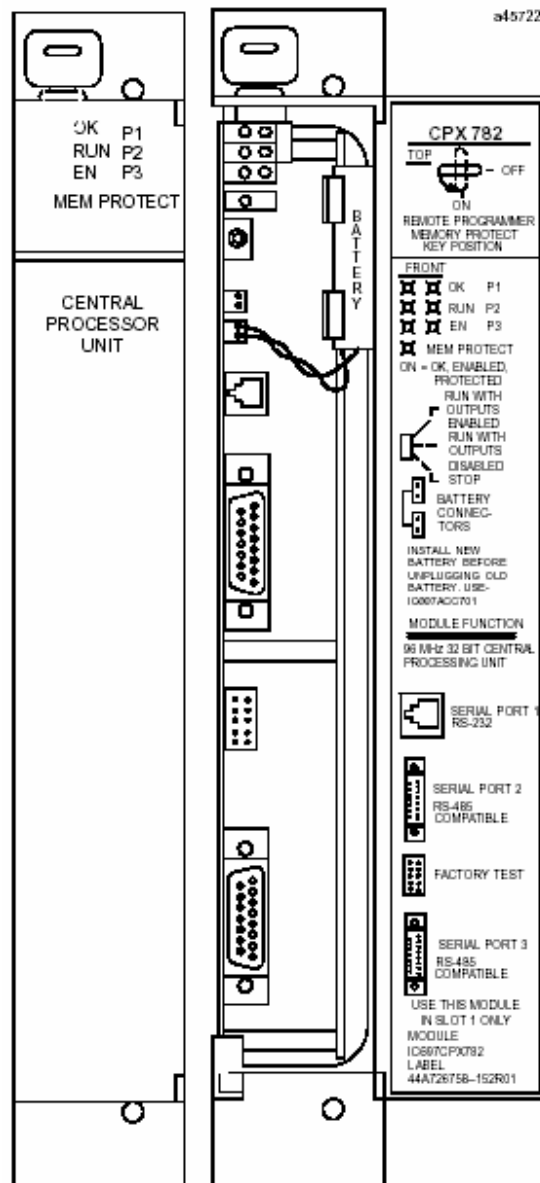 a45722
OK P1
RUN P2
EN P3
MEM PROTECT
CENTRAL
PROCESSOR
UNIT
BATTERY
CPX 782
TOP
OFF
ON
REMOTE PROGRAMMER
MEMORY PROTECT
KEY POSITION
FRONT
OK P1
RUN P2
EN P3
MEM PROTECT
ON = OK, ENABLED,
PROTECTED
RUN WITH
OUTPUTS
ENABLED
RUN WITH
OUTPUTS
DISABLED
STOP
BATTERY
CONNEC-
TORS
INSTALL NEW
BATTERY BEFORE
UNPLUGGING OLD
BATTERY. USE-
IC697ACC701
MODULE FUNCTION
96 MHz 32 BIT CENTRAL
PROCESSING UNIT
SERIAL PORT 1
RS-232
SERIAL PORT 2
RS-485
COMPATIBLE
FACTORY TEST
SERIAL PORT 3
RS-485
COMPATIBLE
USE THIS MODULE
IN SLOT 1 ONLY
MODULE
IC697CPX782
LABEL
44A726758-152R01